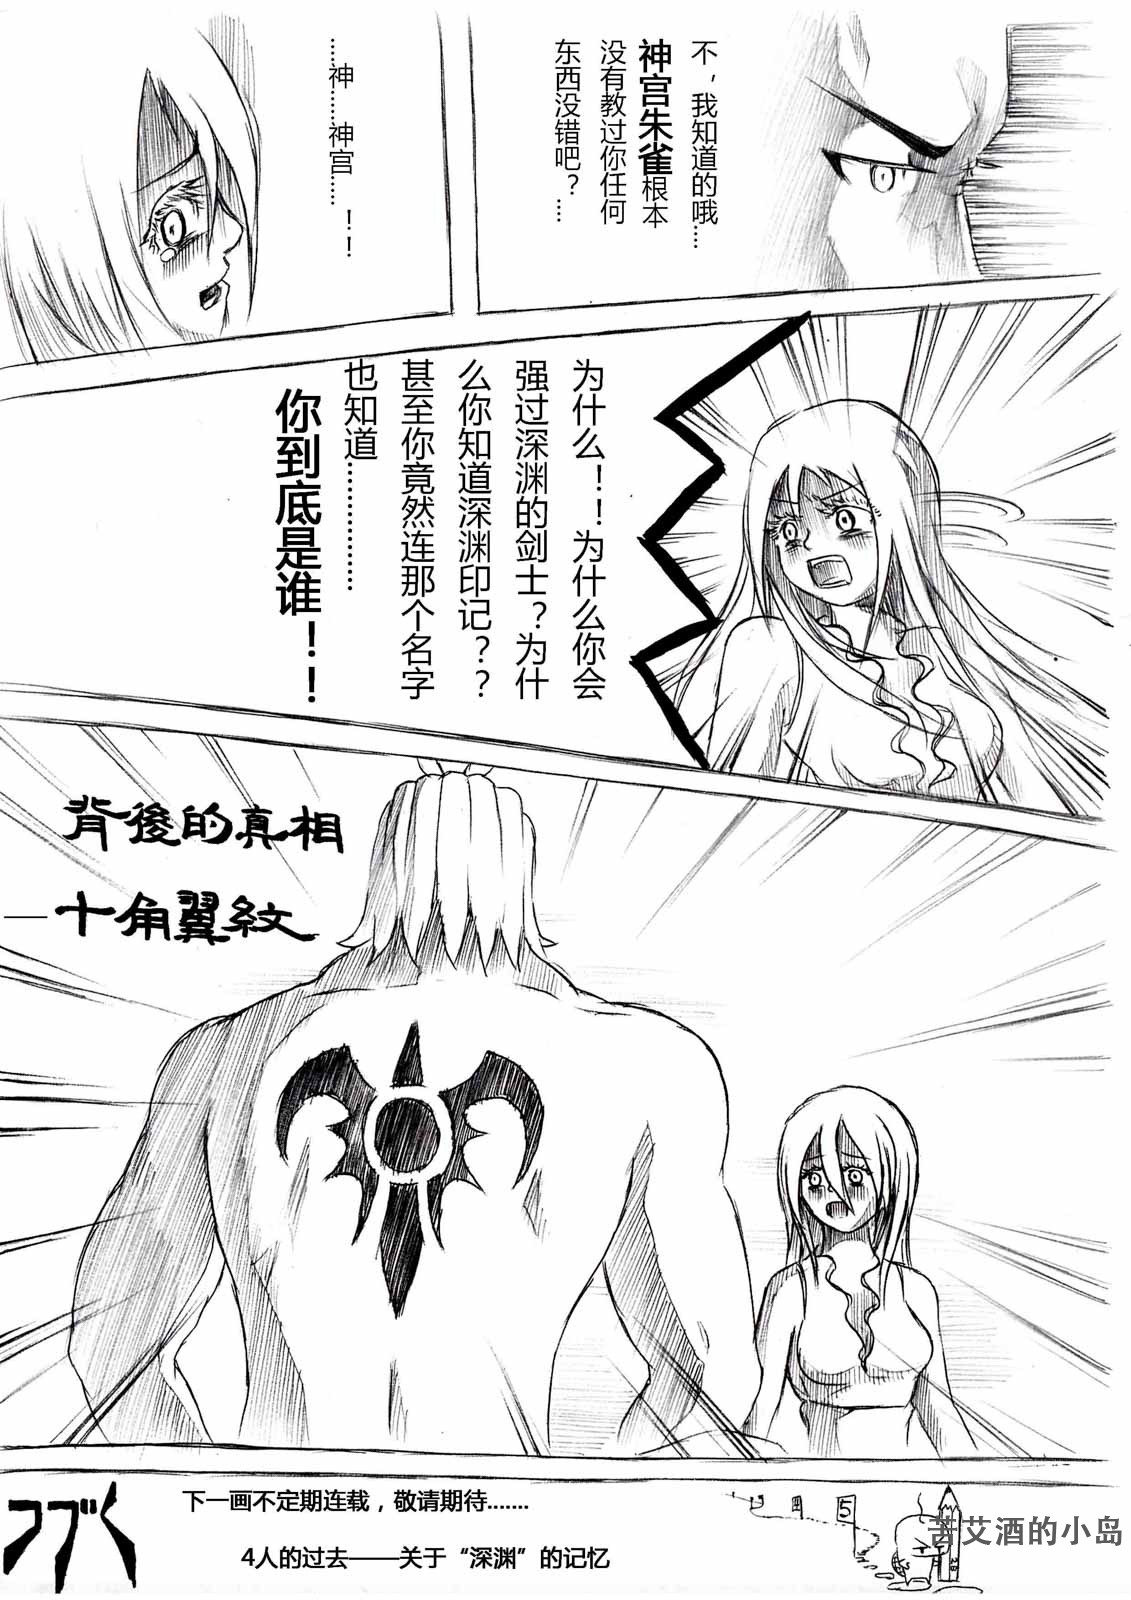 不,我知道的哦....
神宫朱雀根本
没有教过你任何
东西没错吧？....
....神......神宫......！！
为什么！！为什么你会
强过深渊的剑士？为什
么你知道深渊印记？？
甚至你竟然连那个名字
也知道............
你到底是谁！！
背後的真相
—十角翼紋
つづく
下一画不定期连载，敬请期待.......
4人的过去——关于“深渊”的记忆
5
苦艾酒的小岛